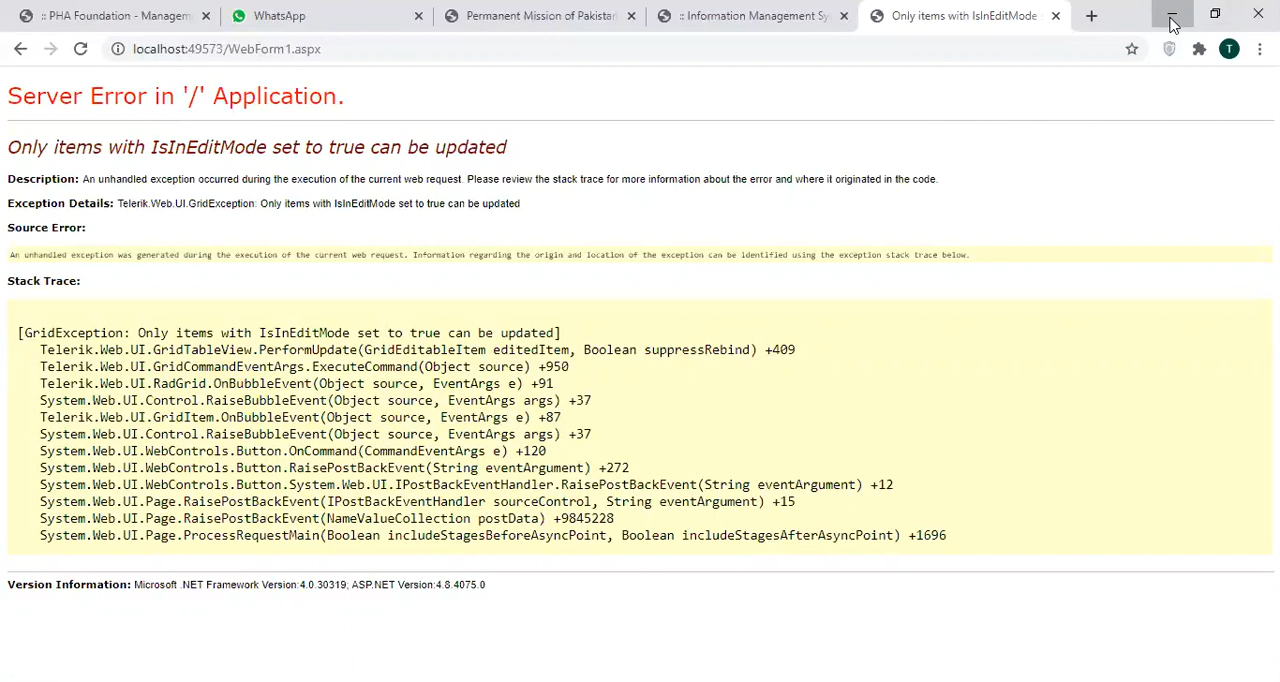 :: PHA Foundation - Managem
WhatsApp
Permanent Mission of Pakistan
:: Information Management Sy
Only items with IsInEditMode
localhost:49573/WebForm1.aspx
T
Server Error in '/' Application.
Only items with IsInEditMode set to true can be updated
Description: An unhandled exception occurred during the execution of the current web request. Please review the stack trace for more information about the error and where it originated in the code.
Exception Details: Telerik.Web.UI.GridException: Only items with IsInEditMode set to true can be updated
Source Error:
An unhandled exception was generated during the execution of the current web request. Information regarding the origin and location of the exception can be identified using the exception stack trace below.
Stack Trace:
[GridException: Only items with IsInEditMode set to true can be updated]
Telerik.Web.UI.GridTableView.PerformUpdate(GridEditableItem editedItem, Boolean suppressRebind) +409
Telerik.Web.UI.GridCommandEventArgs.ExecuteCommand(Object source) +950
Telerik.Web.UI.RadGrid.OnBubbleEvent(Object source, EventArgs e) +91
System.Web.UI.Control.RaiseBubbleEvent(Object source, EventArgs args) +37
Telerik.Web.UI.GridItem.OnBubbleEvent(Object source, EventArgs e) +87
System.Web.UI.Control.RaiseBubbleEvent(Object source, EventArgs args) +37
System.Web.UI.WebControls.Button.OnCommand(CommandEventArgs e) +120
System.Web.UI.WebControls.Button.RaisePostBackEvent(String eventArgument) +272
System.Web.UI.WebControls.Button.System.Web.UI.IPostBackEventHandler.RaisePostBackEvent(String eventArgument) +12
System.Web.UI.Page.RaisePostBackEvent(IPostBackEventHandler sourceControl, String eventArgument) +15
System.Web.UI.Page.RaisePostBackEvent(NameValueCollection postData) +9845228
System.Web.UI.Page.ProcessRequestMain(Boolean includeStagesBeforeAsyncPoint, Boolean includeStagesAfterAsyncPoint) +1696
Version Information: Microsoft .NET Framework Version:4.0.30319; ASP.NET Version:4.8.4075.0